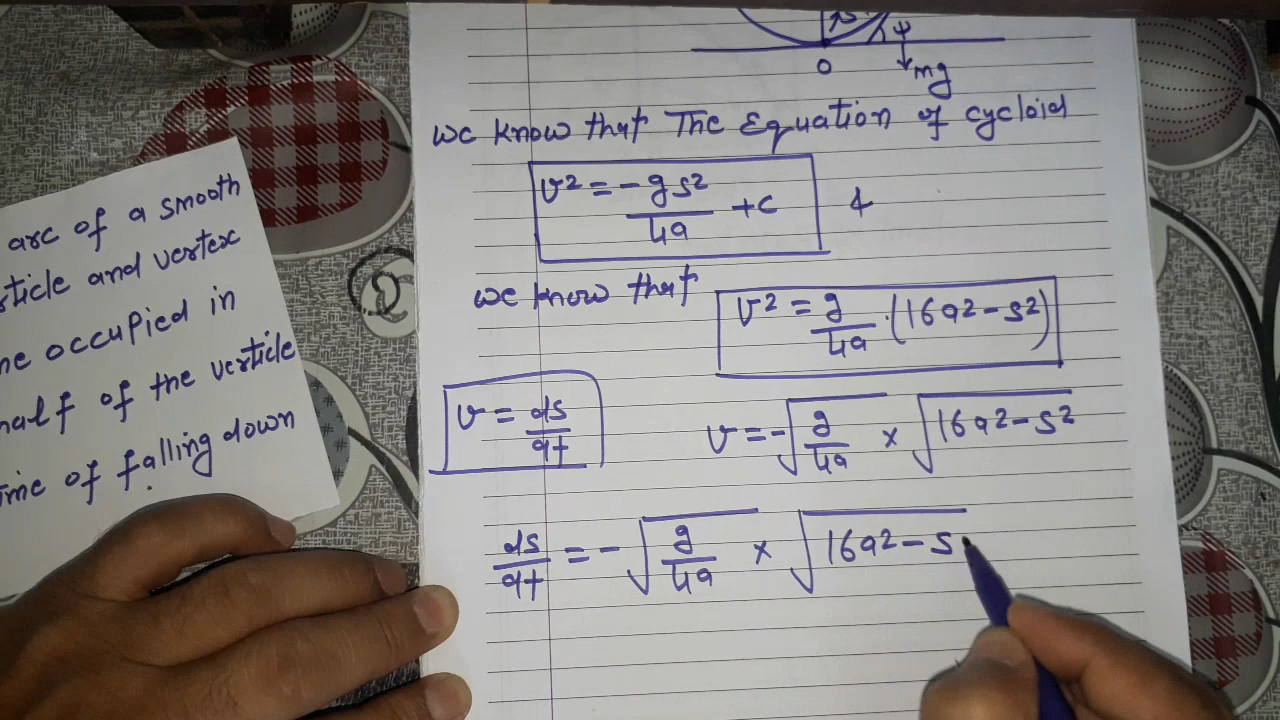 ψ
O
mg
we know that The Equation of cycloid
v² = -gs²/4a + c &
we know that v² = g/4a · (16a² - s²)
v = ds/dt
v = -√(g/4a) × √(16a² - s²)
ds/dt = -√(g/4a) × √(16a² - s
arc of a smooth
rticle and vertex
ne occupied in
half of the verticle
ime of falling down